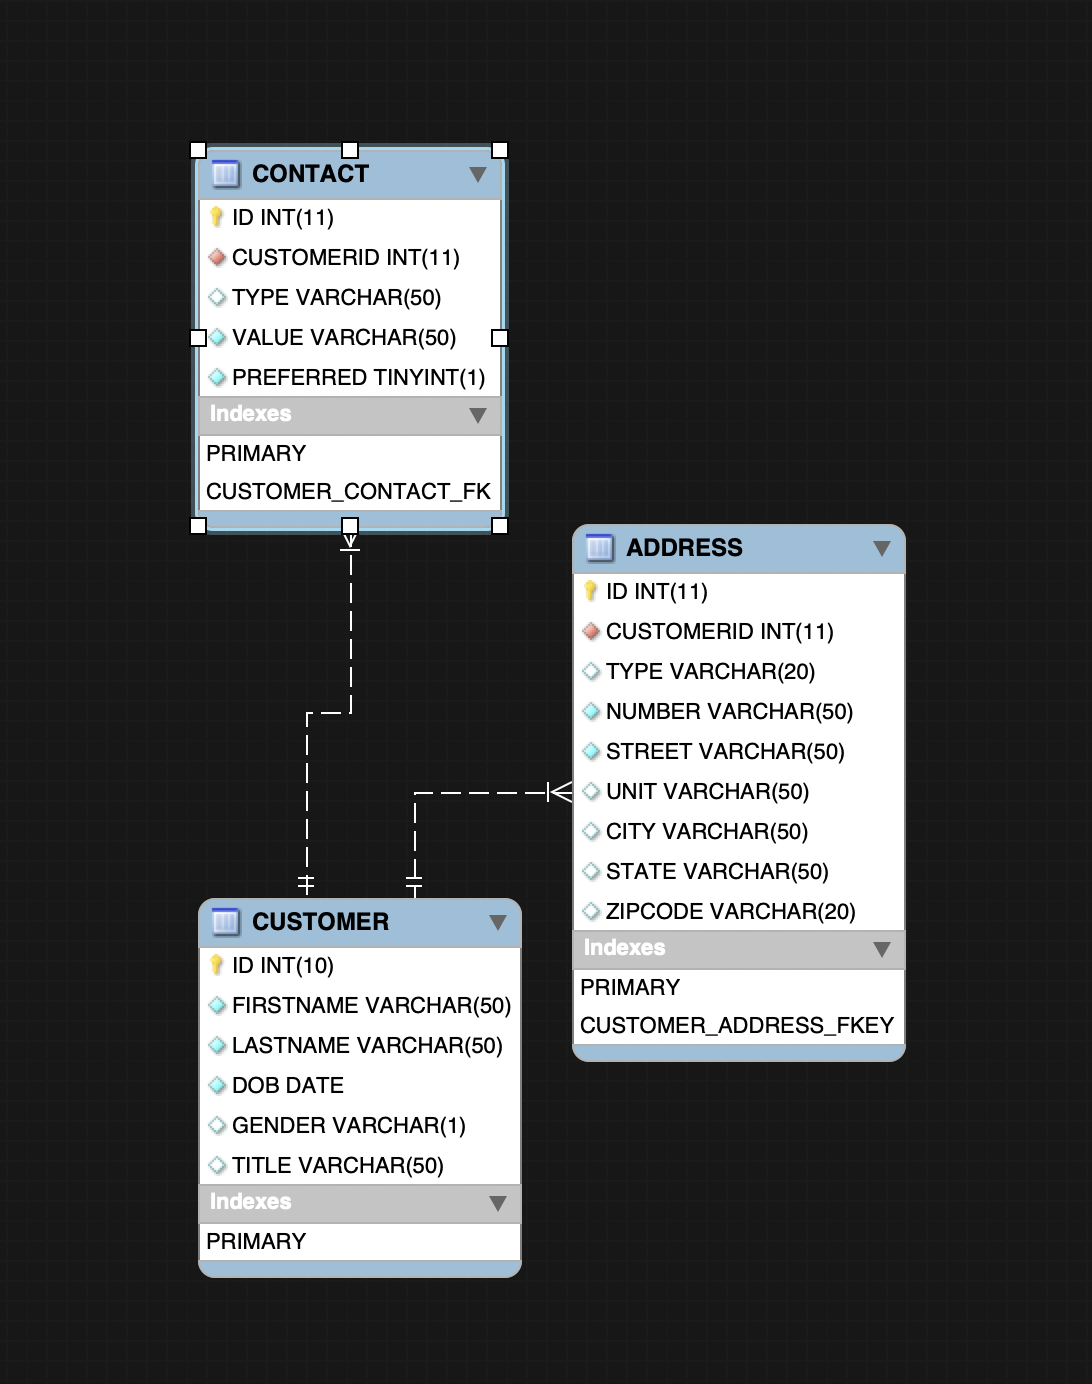 CONTACT
ID INT(11)
CUSTOMERID INT(11)
TYPE VARCHAR(50)
VALUE VARCHAR(50)
PREFERRED TINYINT(1)
Indexes
PRIMARY
CUSTOMER_CONTACT_FK
ADDRESS
ID INT(11)
CUSTOMERID INT(11)
TYPE VARCHAR(20)
NUMBER VARCHAR(50)
STREET VARCHAR(50)
UNIT VARCHAR(50)
CITY VARCHAR(50)
STATE VARCHAR(50)
ZIPCODE VARCHAR(20)
Indexes
PRIMARY
CUSTOMER_ADDRESS_FKEY
CUSTOMER
ID INT(10)
FIRSTNAME VARCHAR(50)
LASTNAME VARCHAR(50)
DOB DATE
GENDER VARCHAR(1)
TITLE VARCHAR(50)
Indexes
PRIMARY